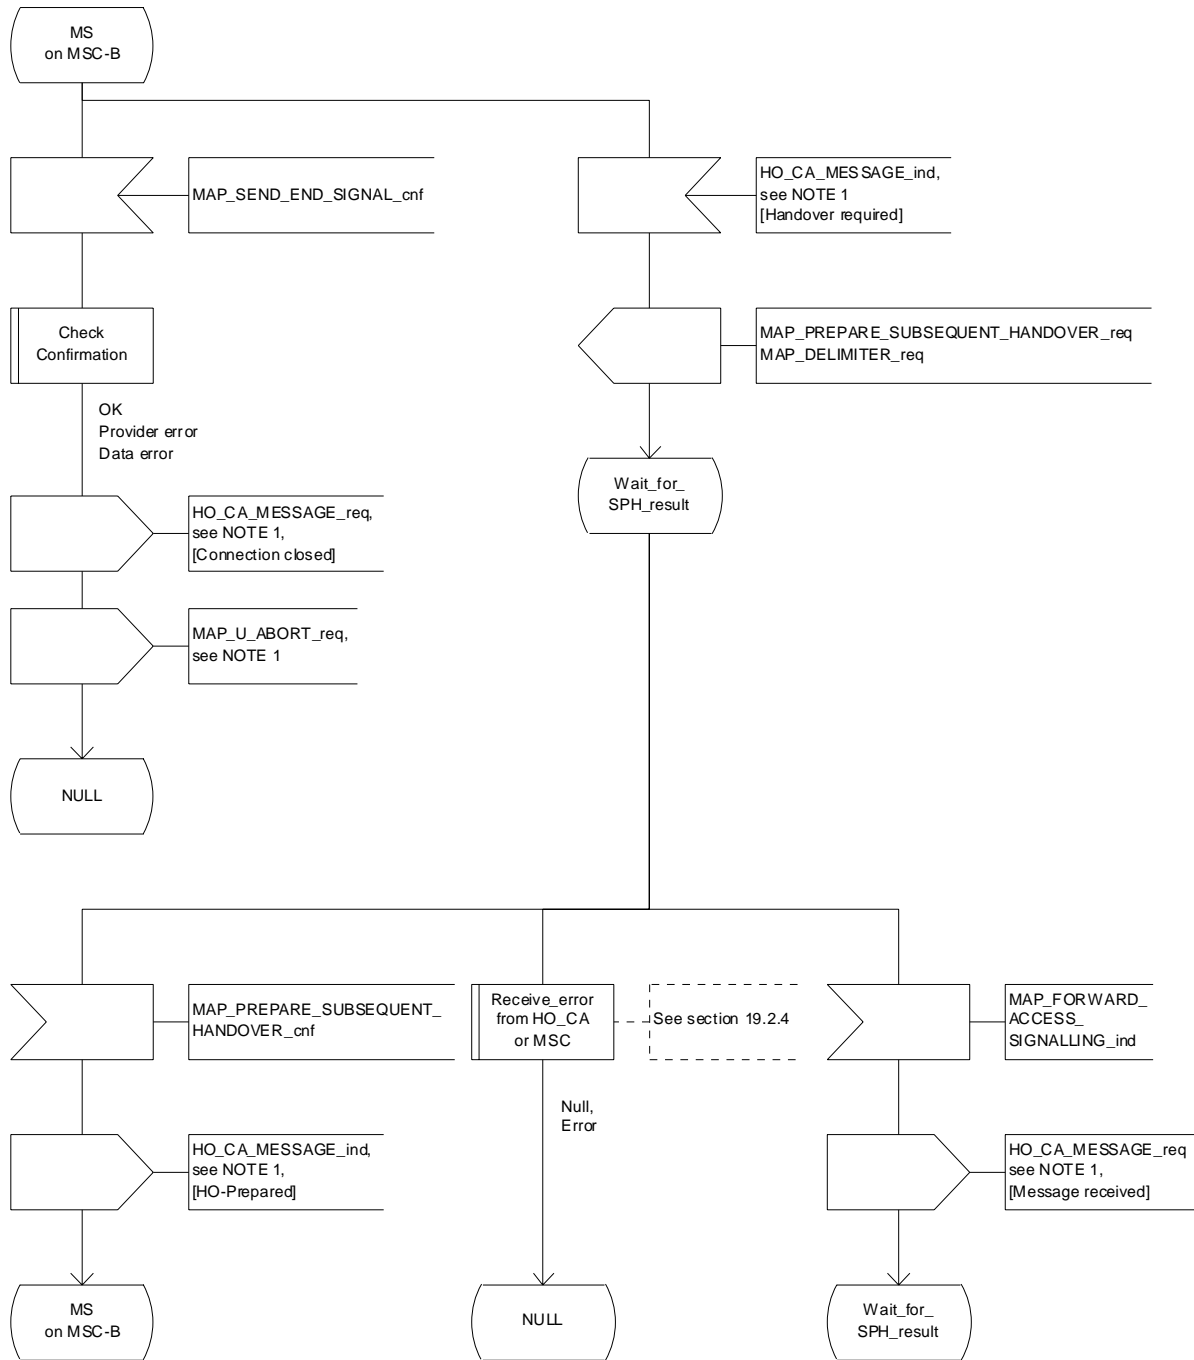 MS
on MSC-B
MAP_SEND_END_SIGNAL_cnf
HO_CA_MESSAGE_ind,
see NOTE 1
[Handover required]
Check
Confirmation
MAP_PREPARE_SUBSEQUENT_HANDOVER_req
MAP_DELIMITER_req
OK
Provider error
Data error
Wait_for_
SPH_result
HO_CA_MESSAGE_req,
see NOTE 1,
[Connection closed]
MAP_U_ABORT_req,
see NOTE 1
NULL
MAP_PREPARE_SUBSEQUENT_
HANDOVER_cnf
Receive_error
from HO_CA
or MSC
See section 19.2.4
MAP_FORWARD_
ACCESS_
SIGNALLING_ind
Null,
Error
HO_CA_MESSAGE_ind,
see NOTE 1,
[HO-Prepared]
HO_CA_MESSAGE_req
see NOTE 1,
[Message received]
MS
on MSC-B
NULL
Wait_for_
SPH_result